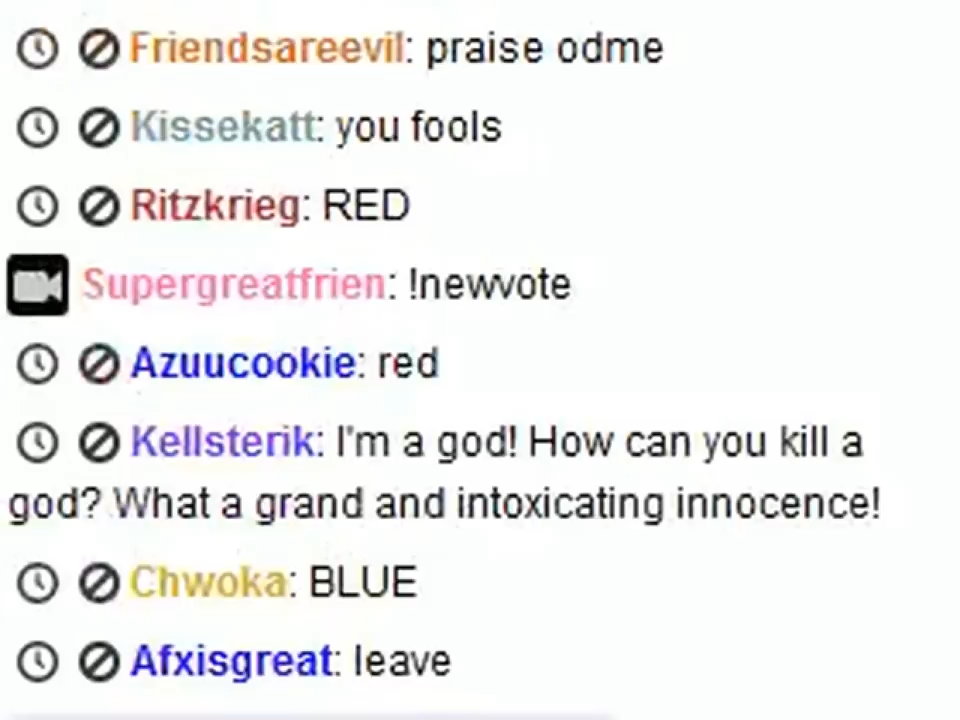 Friendsareevil: praise odme
Kissekatt: you fools
Ritzkrieg: RED
Supergreatfrien: !newvote
Azuucookie: red
Kellsterik: I'm a god! How can you kill a
god? What a grand and intoxicating innocence!
Chwoka: BLUE
Afxisgreat: leave